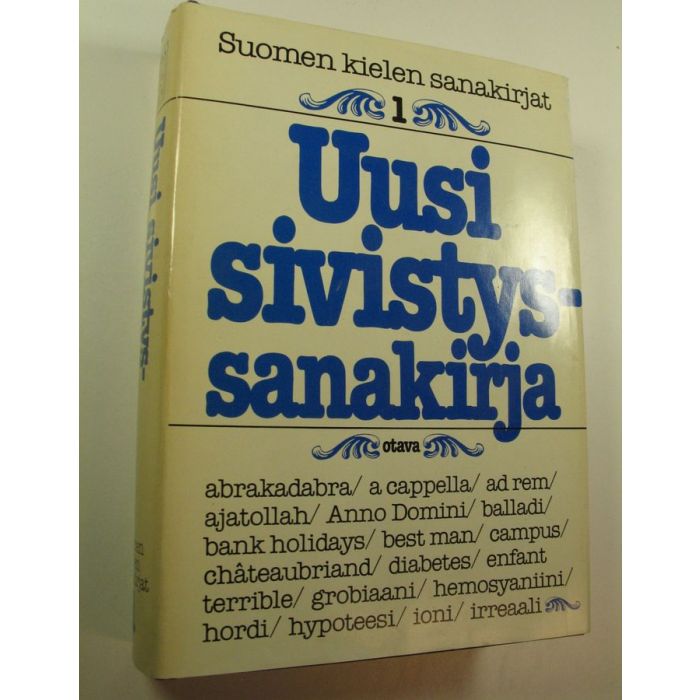 Suomen kielen sanakirjat
1
Uusi
sivistys-
sanakirja
otava
abrakadabra/ a cappella/ ad rem/
ajatollah/ Anno Domini/ balladi/
bank holidays/ best man/ campus/
châteaubriand/ diabetes/ enfant
terrible/ grobiaani/ hemosyaniini/
hordi/ hypoteesi/ ioni/ irreaali
Uusi sivistys-